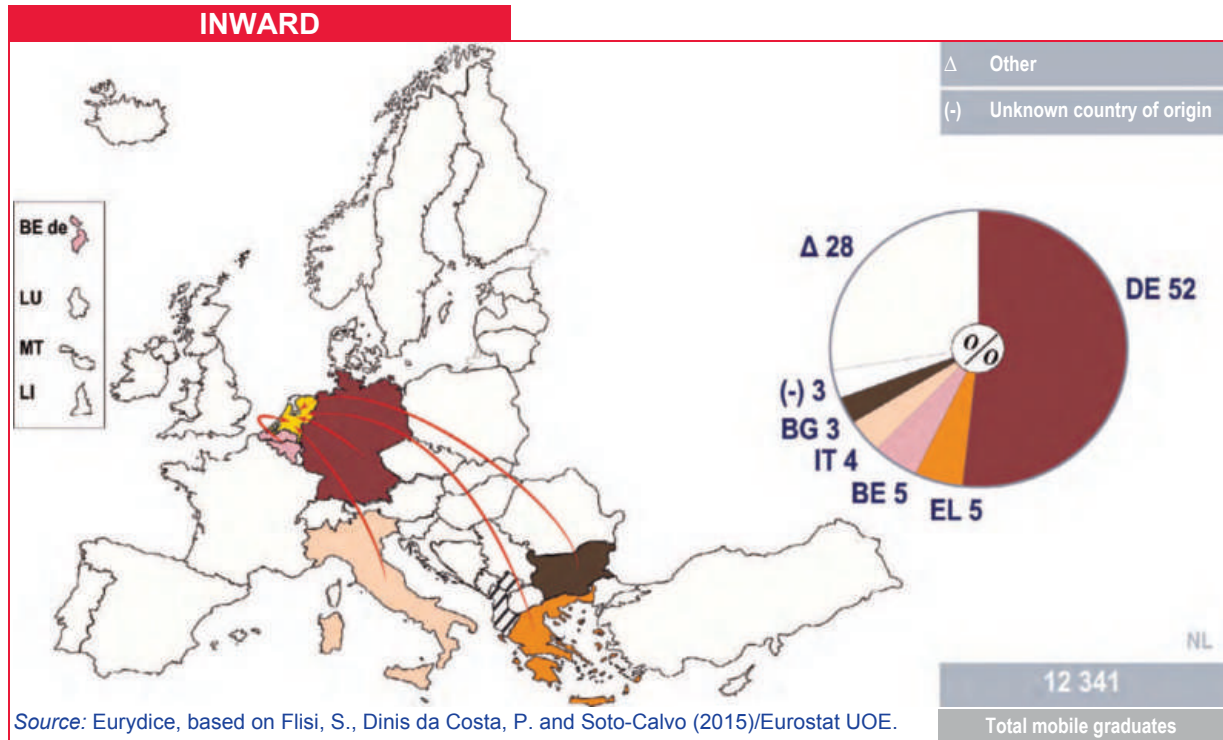 INWARD
Δ Other
(-) Unknown country of origin
BE de
LU
MT
LI
Δ 28
DE 52
%
(-) 3
BG 3
IT 4
BE 5
EL 5
NL
12 341
Total mobile graduates
Source: Eurydice, based on Flisi, S., Dinis da Costa, P. and Soto-Calvo (2015)/Eurostat UOE.